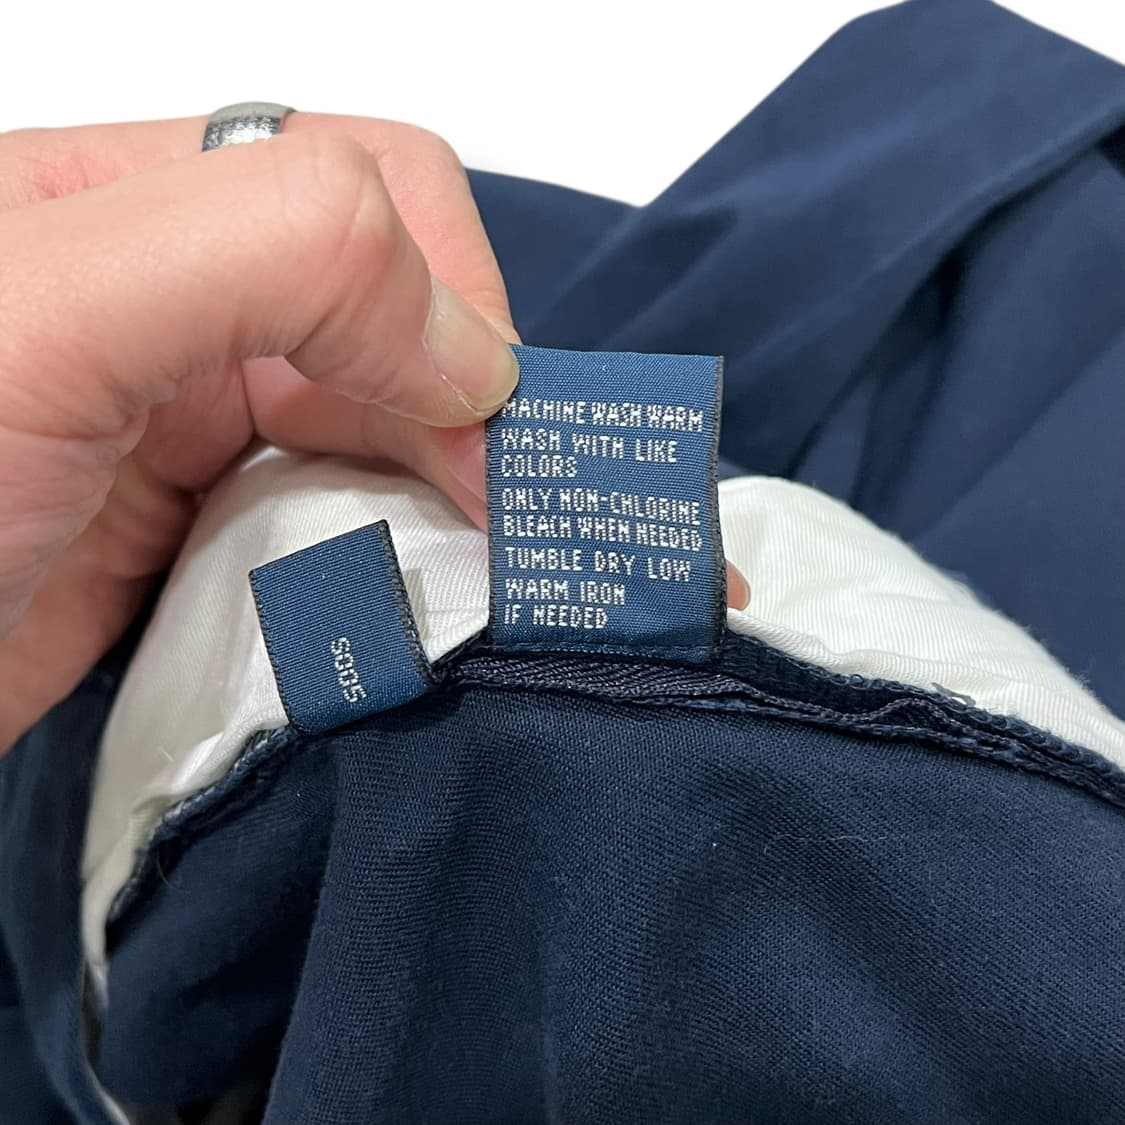 MACHINE WASH WARM
WASH WITH LIKE
COLORS
ONLY NON-CHLORINE
BLEACH WHEN NEEDED
TUMBLE DRY LOW
WARM IRON
IF NEEDED